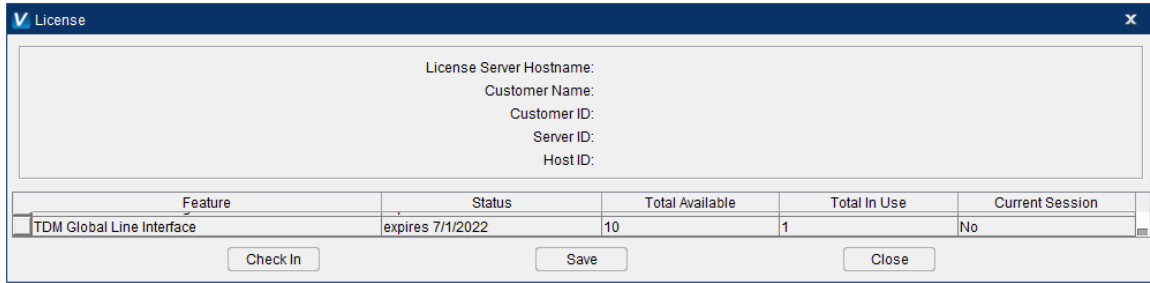 License
License Server Hostname:
Customer Name:
Customer ID:
Server ID:
Host ID:
Feature Status Total Available Total In Use Current Session
TDM Global Line Interface expires 7/1/2022 10 1 No
Check In Save Close